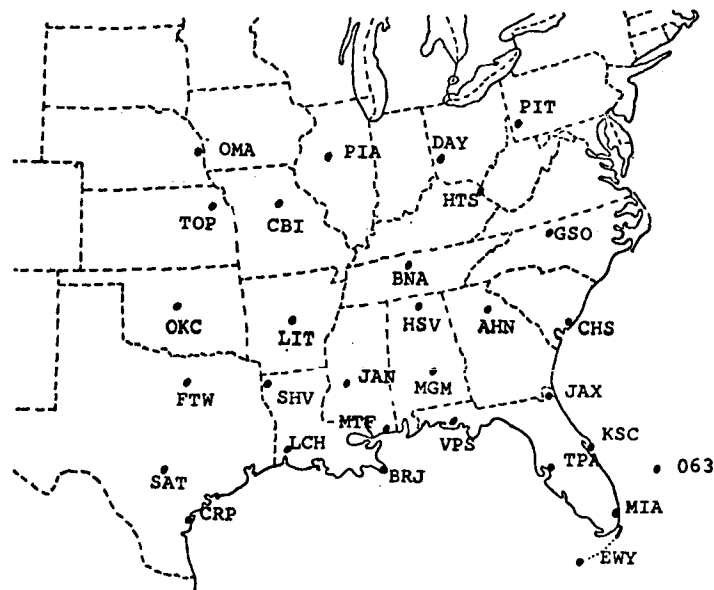 PIT
OMA
PIA
DAY
HTS
TOP
CBI
GSO
BNA
OKC
LIT
HSV
AHN
CHS
FTW
SHV
JAN
MGM
JAX
MTF
VPS
KSC
LCH
TPA
063
SAT
BRJ
CRP
MIA
EWY